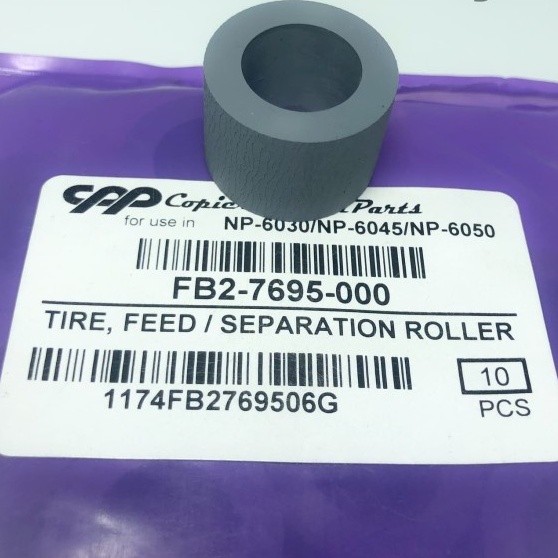 CPP Parts
for use in NP-6030/NP-6045/NP-6050
FB2-7695-000
TIRE, FEED / SEPARATION ROLLER
1174FB2769506G
10
PCS